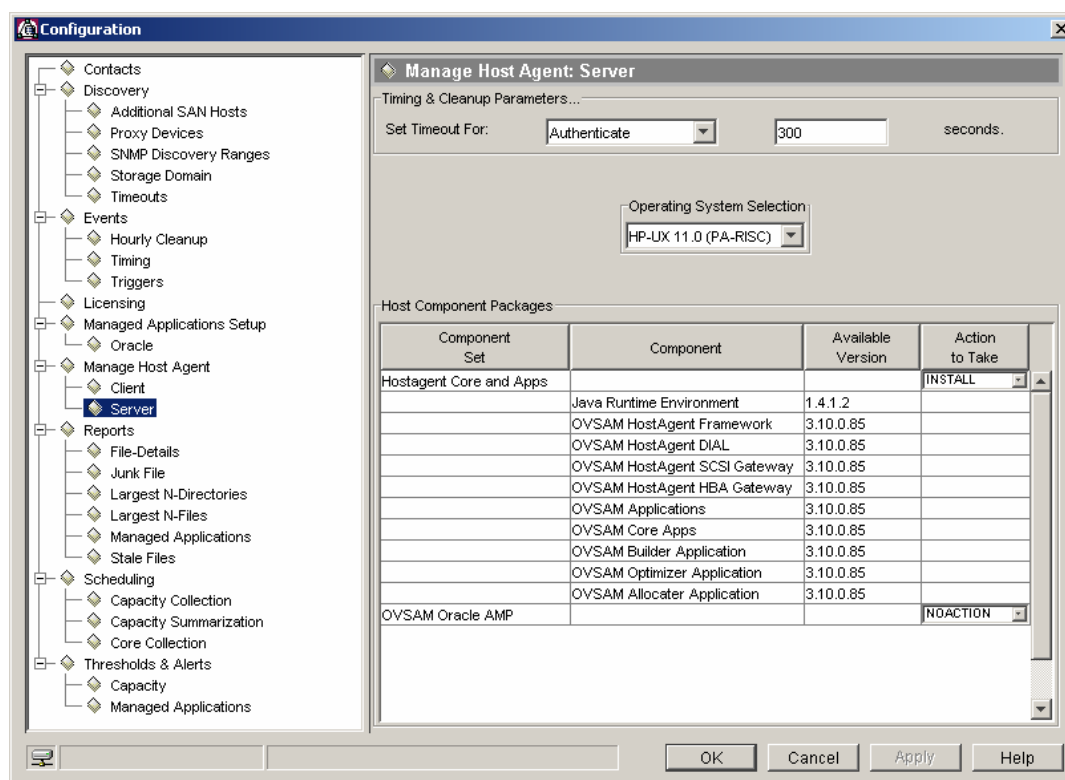 Configuration
Contacts
Discovery
Additional SAN Hosts
Proxy Devices
SNMP Discovery Ranges
Storage Domain
Timeouts
Events
Hourly Cleanup
Timing
Triggers
Licensing
Managed Applications Setup
Oracle
Manage Host Agent
Client
Server
Reports
File-Details
Junk File
Largest N-Directories
Largest N-Files
Managed Applications
Stale Files
Scheduling
Capacity Collection
Capacity Summarization
Core Collection
Thresholds & Alerts
Capacity
Managed Applications
Manage Host Agent: Server
Timing & Cleanup Parameters...
Set Timeout For: Authenticate 300 seconds.
Operating System Selection
HP-UX 11.0 (PA-RISC)
Host Component Packages
Component Set Component Available Version Action to Take
Hostagent Core and Apps INSTALL
Java Runtime Environment 1.4.1.2
OVSAM HostAgent Framework 3.10.0.85
OVSAM HostAgent DIAL 3.10.0.85
OVSAM HostAgent SCSI Gateway 3.10.0.85
OVSAM HostAgent HBA Gateway 3.10.0.85
OVSAM Applications 3.10.0.85
OVSAM Core Apps 3.10.0.85
OVSAM Builder Application 3.10.0.85
OVSAM Optimizer Application 3.10.0.85
OVSAM Allocater Application 3.10.0.85
OVSAM Oracle AMP NOACTION
OK Cancel Apply Help